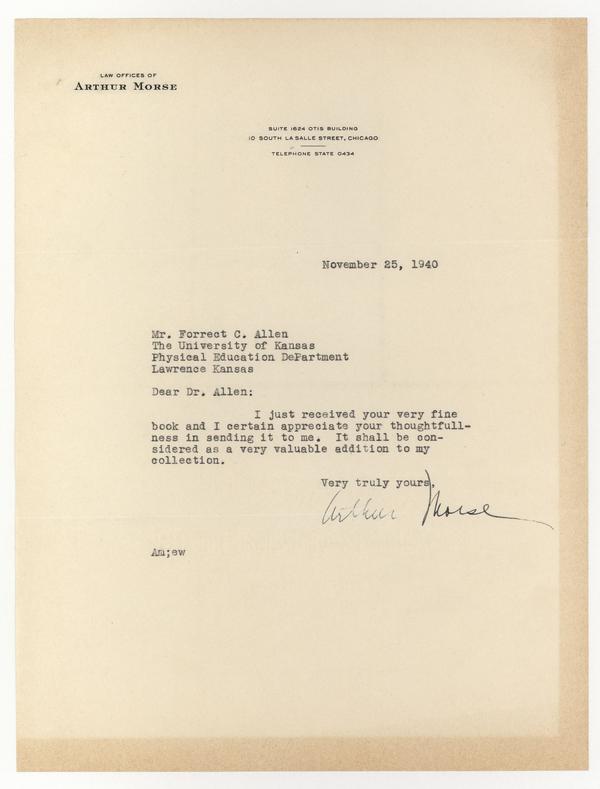 LAW OFFICES OF
ARTHUR MORSE
SUITE 1624 OTIS BUILDING
10 SOUTH LA SALLE STREET, CHICAGO
TELEPHONE STATE 0434
November 25, 1940
Mr. Forrect C. Allen
The University of Kansas
Physical Education DePartment
Lawrence Kansas
Dear Dr. Allen:
I just received your very fine
book and I certain appreciate your thoughtfull-
ness in sending it to me. It shall be con-
sidered as a very valuable addition to my
collection.
Very truly yours,
Arthur Morse
Am;ew